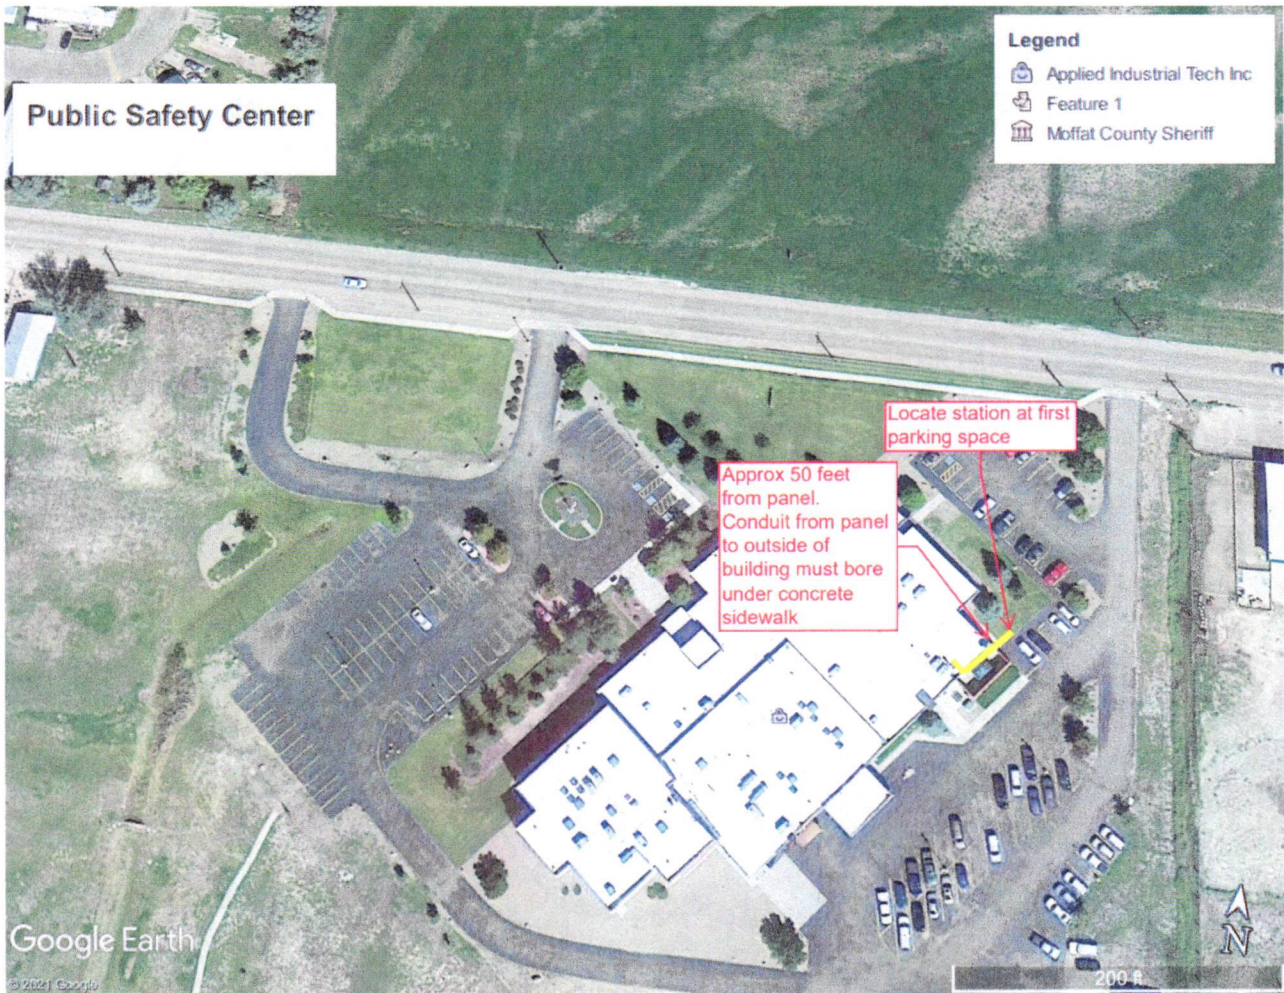 Public Safety Center
Legend
Applied Industrial Tech Inc
Feature 1
Moffat County Sheriff
Locate station at first
parking space
Approx 50 feet
from panel.
Conduit from panel
to outside of
building must bore
under concrete
sidewalk
Google Earth
© 2021 Google
N
200 ft